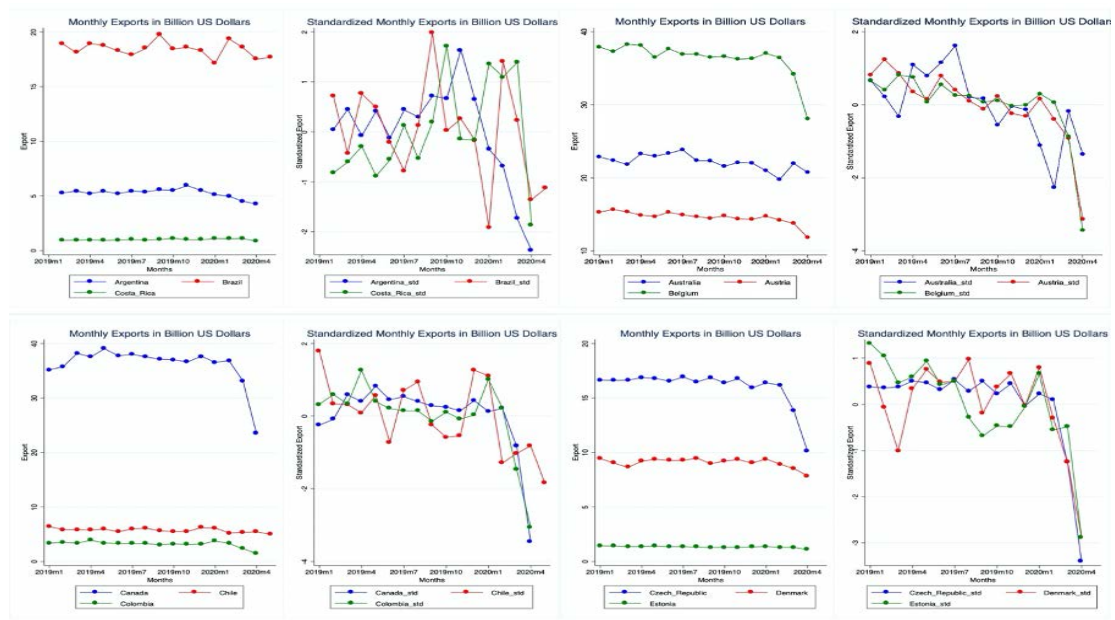 Monthly Exports in Billion US Dollars
Export
20
15
10
5
0
2019m1 2019m4 2019m7 2019m10 2020m1 2020m4
Months
Argentina Brazil
Costa_Rica
Standardized Monthly Exports in Billion US Dollars
Standardized Export
2
1
0
-1
-2
2019m1 2019m4 2019m7 2019m10 2020m1 2020m4
Months
Argentina_std Brazil_std
Costa_Rica_std
Monthly Exports in Billion US Dollars
Export
40
30
20
10
2019m1 2019m4 2019m7 2019m10 2020m1 2020m4
Months
Australia Austria
Belgium
Standardized Monthly Exports in Billion US Dollars
Standardized Export
2
0
-2
-4
2019m1 2019m4 2019m7 2019m10 2020m1 2020m4
Months
Australia_std Austria_std
Belgium_std
Monthly Exports in Billion US Dollars
Export
40
30
20
10
0
2019m1 2019m4 2019m7 2019m10 2020m1 2020m4
Months
Canada Chile
Colombia
Standardized Monthly Exports in Billion US Dollars
Standardized Export
2
0
-2
-4
2019m1 2019m4 2019m7 2019m10 2020m1 2020m4
Months
Canada_std Chile_std
Colombia_std
Monthly Exports in Billion US Dollars
Export
20
15
10
5
0
2019m1 2019m4 2019m7 2019m10 2020m1 2020m4
Months
Czech_Republic Denmark
Estonia
Standardized Monthly Exports in Billion US Dollars
Standardized Export
1
0
-1
-2
-3
2019m1 2019m4 2019m7 2019m10 2020m1 2020m4
Months
Czech_Republic_std Denmark_std
Estonia_std